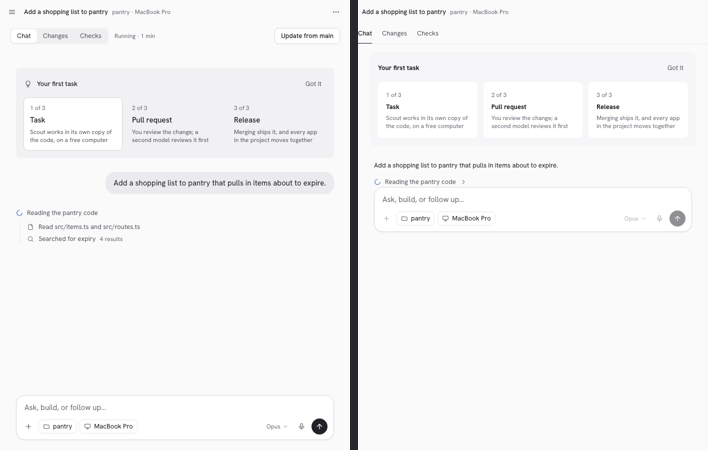 Add a shopping list to pantry pantry · MacBook Pro
Chat Changes Checks Running · 1 min Update from main
Your first task Got it
1 of 3
Task
Scout works in its own copy of
the code, on a free computer
2 of 3
Pull request
You review the change; a
second model reviews it first
3 of 3
Release
Merging ships it, and every app
in the project moves together
Add a shopping list to pantry that pulls in items about to expire.
Reading the pantry code
Read src/items.ts and src/routes.ts
Searched for expiry 4 results
Ask, build, or follow up...
pantry MacBook Pro Opus
Add a shopping list to pantry pantry · MacBook Pro
Chat Changes Checks
Your first task Got it
1 of 3
Task
Scout works in its own copy of
the code, on a free computer
2 of 3
Pull request
You review the change; a
second model reviews it first
3 of 3
Release
Merging ships it, and every app
in the project moves together
Add a shopping list to pantry that pulls in items about to expire.
Reading the pantry code
Ask, build, or follow up...
pantry MacBook Pro Opus